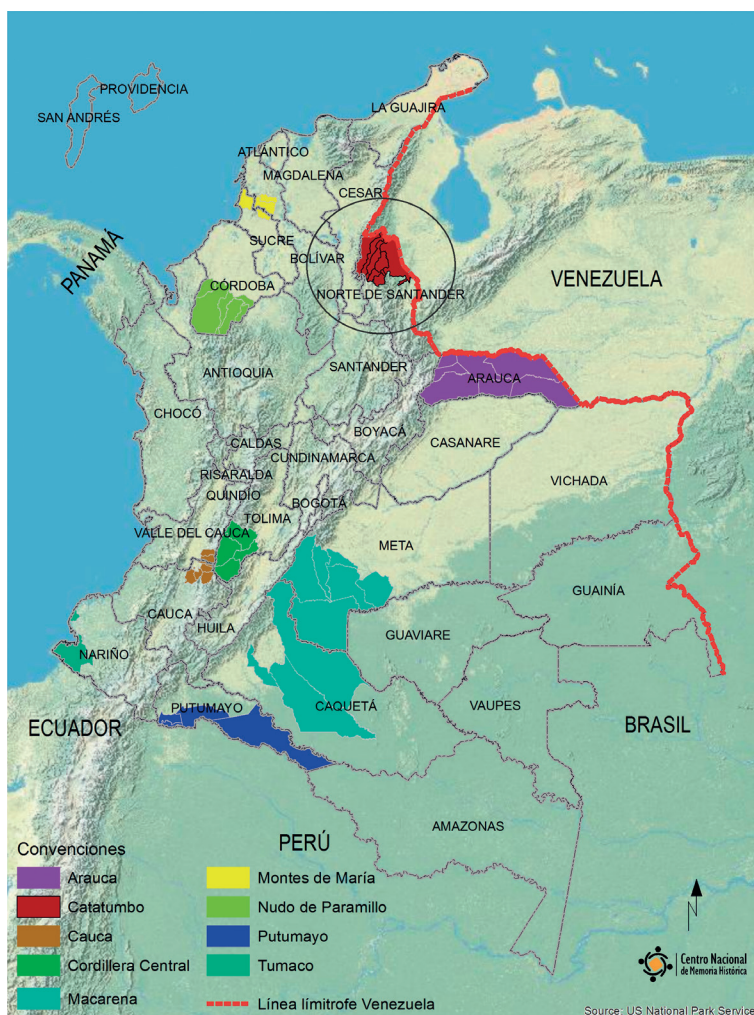 PROVIDENCIA
SAN ANDRÉS
LA GUAJIRA
ATLÁNTICO
MAGDALENA
CESAR
SUCRE
BOLÍVAR
PANAMÁ
CÓRDOBA
NORTE DE SANTANDER
VENEZUELA
ANTIOQUIA
SANTANDER
ARAUCA
CHOCÓ
BOYACÁ
CASANARE
CALDAS
CUNDINAMARCA
RISARALDA
QUINDÍO
BOGOTÁ
VICHADA
TOLIMA
VALLE DEL CAUCA
META
GUAINÍA
CAUCA
HUILA
GUAVIARE
NARIÑO
PUTUMAYO
CAQUETÁ
VAUPES
ECUADOR
BRASIL
AMAZONAS
PERÚ
Convenciones
Arauca
Catatumbo
Cauca
Cordillera Central
Macarena
Montes de María
Nudo de Paramillo
Putumayo
Tumaco
Línea límitrofe Venezuela
N
Centro Nacional
de Memoria Histórica
Source: US National Park Service